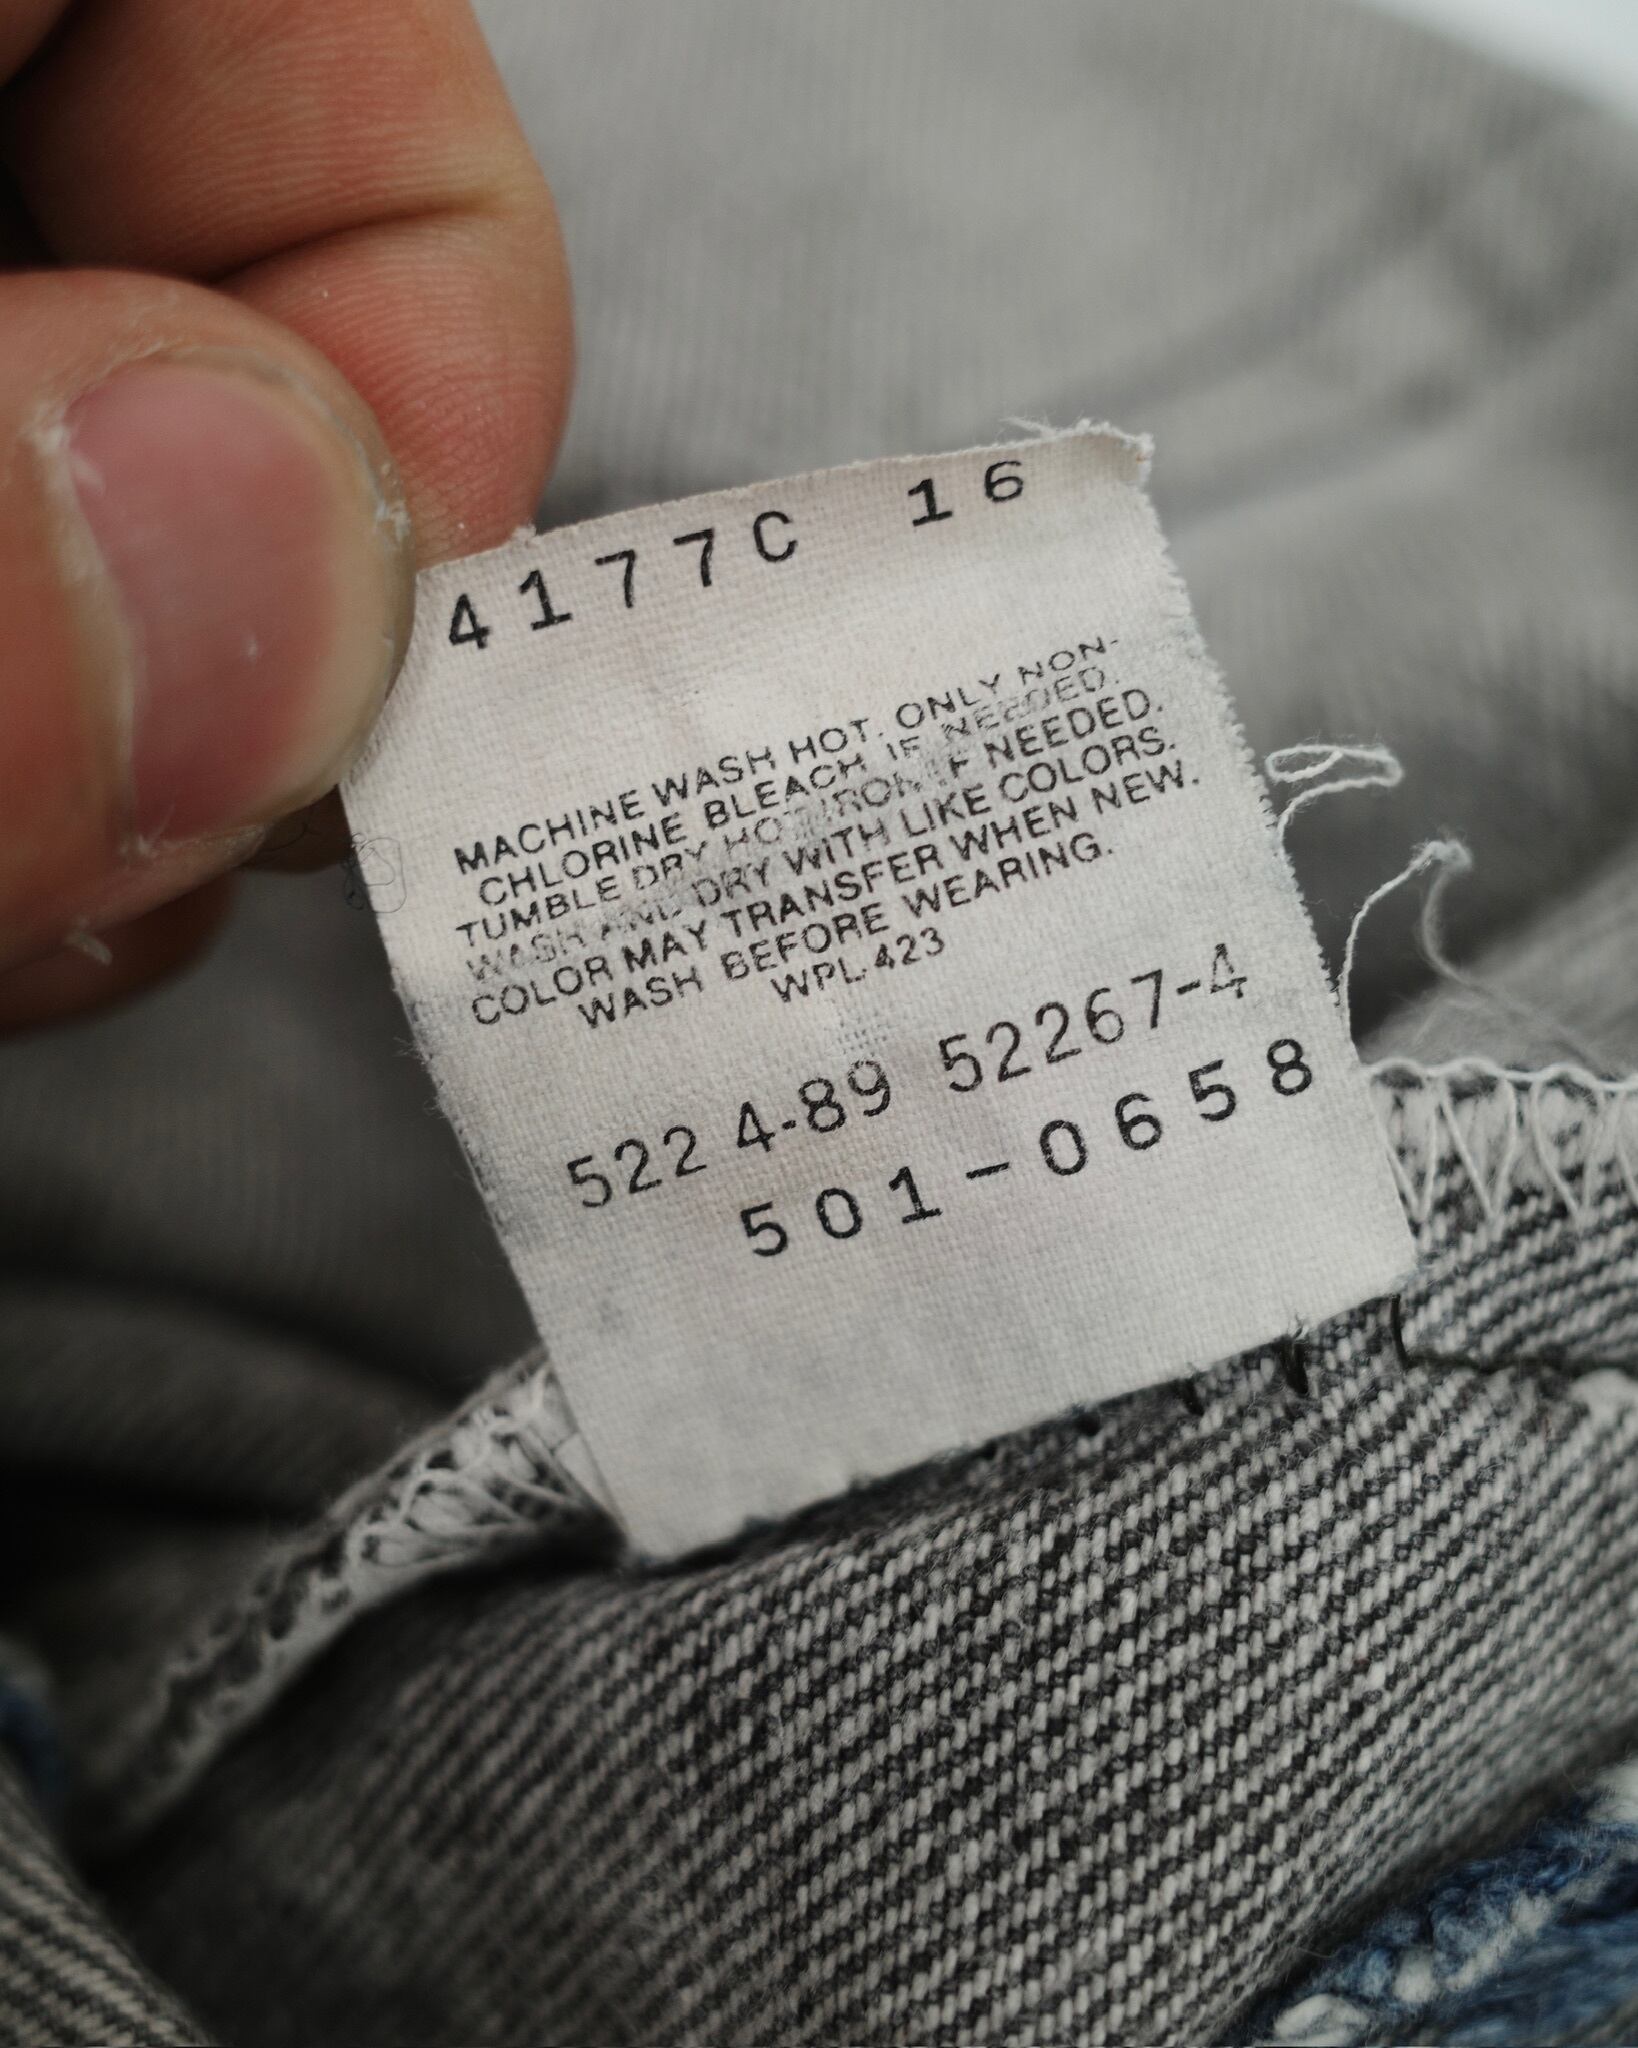 4177C 16
MACHINE WASH HOT. ONLY NON-
CHLORINE BLEACH IF NEEDED.
TUMBLE DRY HOT IRON IF NEEDED.
WASH AND DRY WITH LIKE COLORS.
COLOR MAY TRANSFER WHEN NEW.
WASH BEFORE WEARING.
WPL 423
522 4-89 52267-4
501-0658